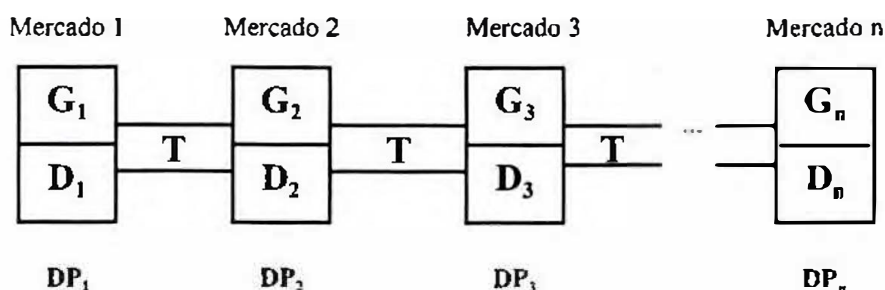 Mercado 1 Mercado 2 Mercado 3 Mercado n
G₁ G₂ G₃ Gₙ
T T T ...
D₁ D₂ D₃ Dₙ
DP₁ DP₂ DP₃ DPₙ